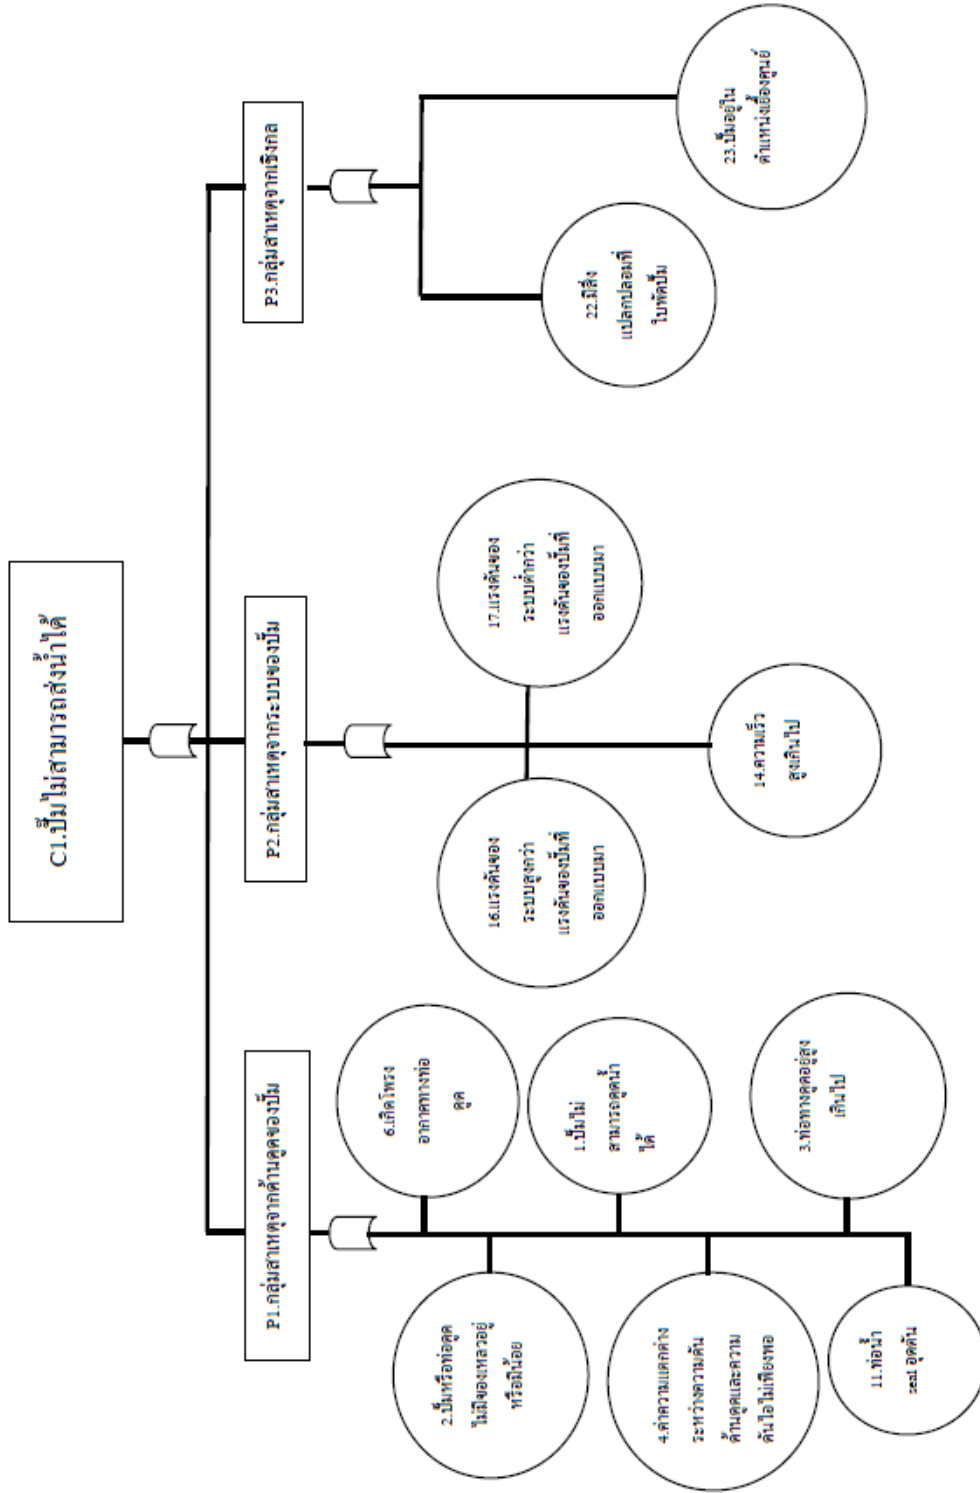 C1.ปั๊มไม่สามารถส่งน้ำได้
P1.กลุ่มสาเหตุจากด้านดูดของปั๊ม
P2.กลุ่มสาเหตุจากระบบของปั๊ม
P3.กลุ่มสาเหตุจากเชิงกล
6.เกิดโพรง
อากาศทางท่อ
ดูด
2.ปั๊มหรือท่อดูด
ไม่มีของเหลวอยู่
หรือมีน้อย
1.ปั๊มไม่
สามารถดูดน้ำ
ได้
4.ค่าความแตกต่าง
ระหว่างความดัน
ด้านดูดและความ
ดันไอไม่เพียงพอ
3.ท่อทางดูดอยู่สูง
เกินไป
11.ท่อน้ำ
seal อุดตัน
16.แรงดันของ
ระบบสูงกว่า
แรงดันของปั๊มที่
ออกแบบมา
17.แรงดันของ
ระบบต่ำกว่า
แรงดันของปั๊มที่
ออกแบบมา
14.ความเร็ว
สูงเกินไป
22.มีสิ่ง
แปลกปลอมที่
ใบพัดปั๊ม
23.ปั๊มอยู่ใน
ตำแหน่งเยื้องศูนย์